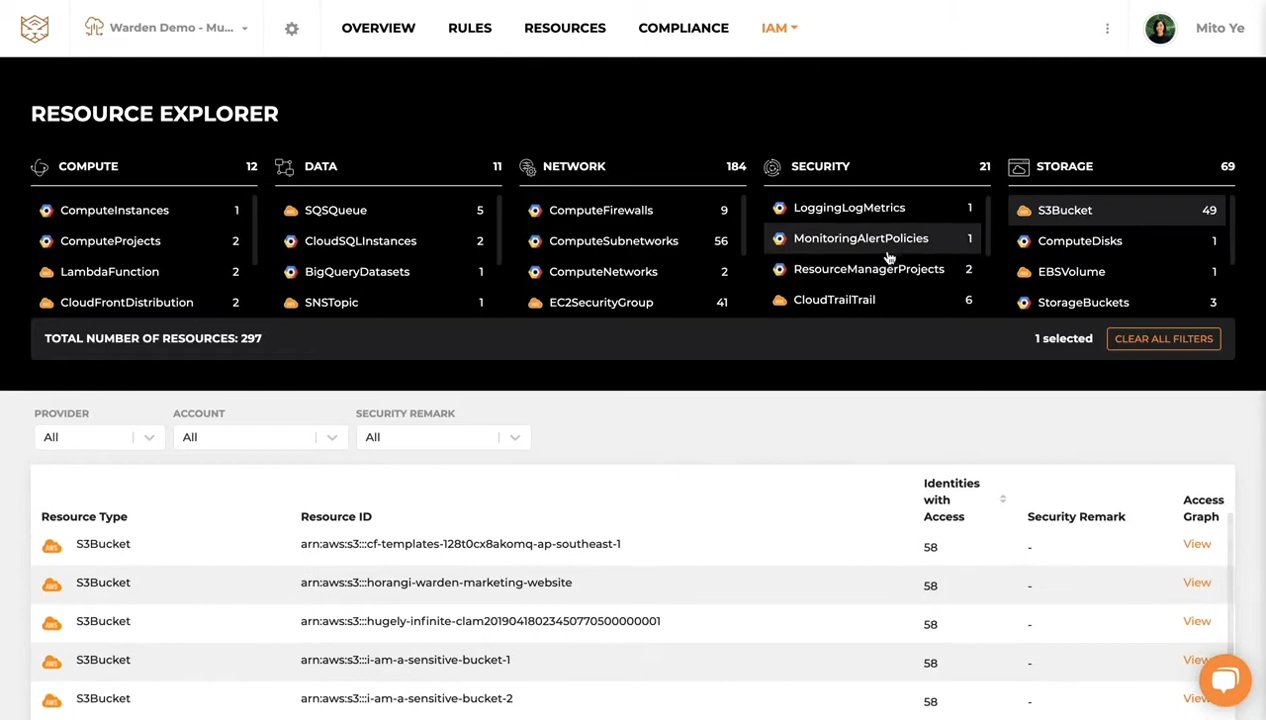 Warden Demo - Mu...
OVERVIEW
RULES
RESOURCES
COMPLIANCE
IAM
Mito Ye
RESOURCE EXPLORER
COMPUTE 12
ComputeInstances 1
ComputeProjects 2
LambdaFunction 2
CloudFrontDistribution 2
DATA 11
SQSQueue 5
CloudSQLInstances 2
BigQueryDatasets 1
SNSTopic 1
NETWORK 184
ComputeFirewalls 9
ComputeSubnetworks 56
ComputeNetworks 2
EC2SecurityGroup 41
SECURITY 21
LoggingLogMetrics 1
MonitoringAlertPolicies 1
ResourceManagerProjects 2
CloudTrailTrail 6
STORAGE 69
S3Bucket 49
ComputeDisks 1
EBSVolume 1
StorageBuckets 3
TOTAL NUMBER OF RESOURCES: 297
1 selected
CLEAR ALL FILTERS
PROVIDER
All
ACCOUNT
All
SECURITY REMARK
All
Resource Type
Resource ID
Identities
with
Access
Security Remark
Access
Graph
AWS S3Bucket arn:aws:s3:::cf-templates-128t0cx8akomq-ap-southeast-1 58 - View
AWS S3Bucket arn:aws:s3:::horangi-warden-marketing-website 58 - View
AWS S3Bucket arn:aws:s3:::hugely-infinite-clam20190418023450770500000001 58 - View
AWS S3Bucket arn:aws:s3:::i-am-a-sensitive-bucket-1 58 - View
AWS S3Bucket arn:aws:s3:::i-am-a-sensitive-bucket-2 58 - View